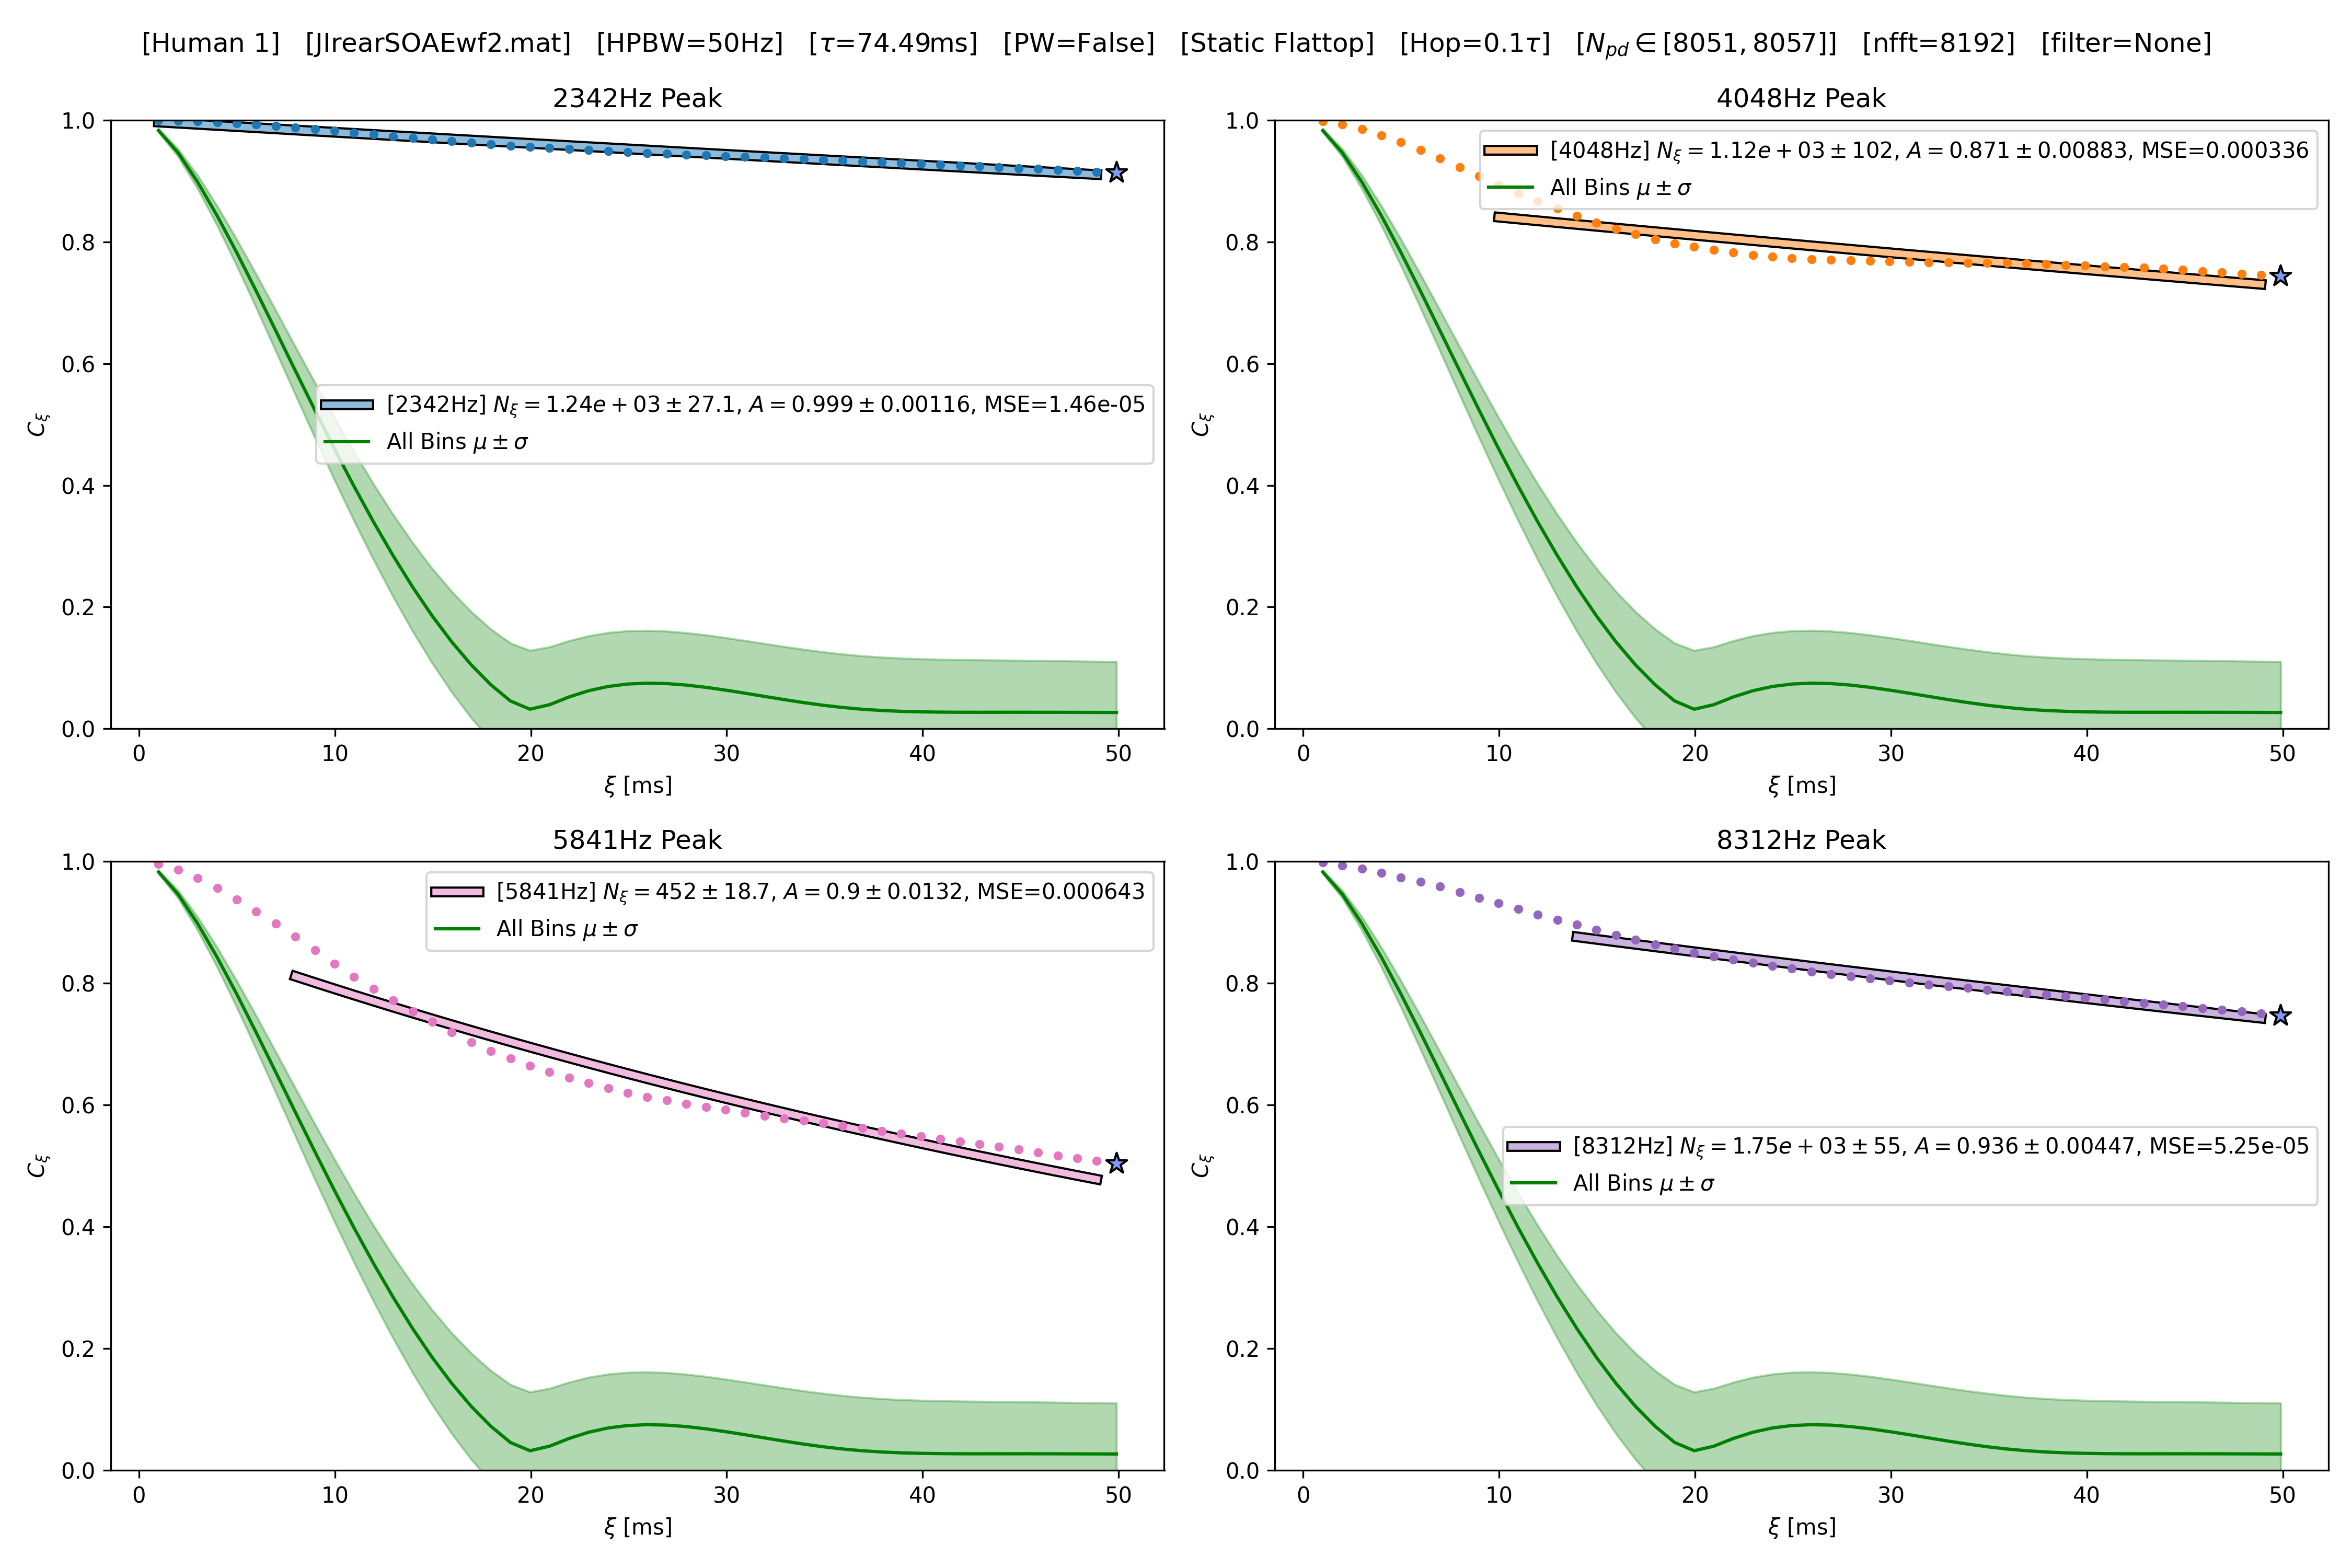 [Human 1] [JIrearSOAEwf2.mat] [HPBW=50Hz] [τ=74.49ms] [PW=False] [Static Flattop] [Hop=0.1τ] [N_pd ∈ [8051, 8057]] [nfft=8192] [filter=None]
2342Hz Peak
1.0
0.8
0.6
0.4
0.2
0.0
C_ξ
[2342Hz] N_ξ = 1.24e + 03 ± 27.1, A = 0.999 ± 0.00116, MSE=1.46e-05
All Bins μ ± σ
0 10 20 30 40 50
ξ [ms]
4048Hz Peak
1.0
0.8
0.6
0.4
0.2
0.0
C_ξ
[4048Hz] N_ξ = 1.12e + 03 ± 102, A = 0.871 ± 0.00883, MSE=0.000336
All Bins μ ± σ
0 10 20 30 40 50
ξ [ms]
5841Hz Peak
1.0
0.8
0.6
0.4
0.2
0.0
C_ξ
[5841Hz] N_ξ = 452 ± 18.7, A = 0.9 ± 0.0132, MSE=0.000643
All Bins μ ± σ
0 10 20 30 40 50
ξ [ms]
8312Hz Peak
1.0
0.8
0.6
0.4
0.2
0.0
C_ξ
[8312Hz] N_ξ = 1.75e + 03 ± 55, A = 0.936 ± 0.00447, MSE=5.25e-05
All Bins μ ± σ
0 10 20 30 40 50
ξ [ms]